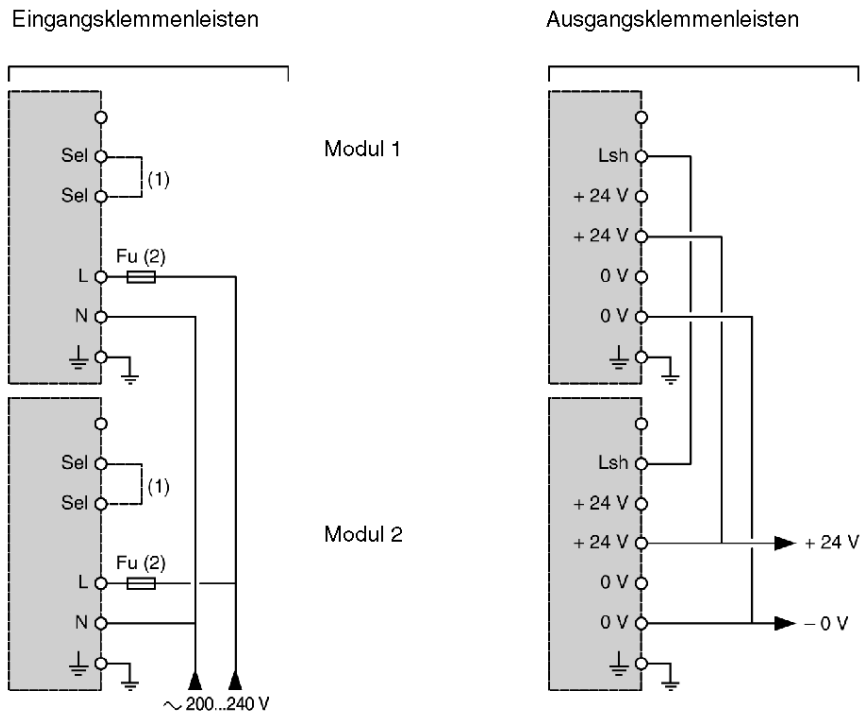 Eingangsklemmenleisten
Ausgangsklemmenleisten
Modul 1
Sel
(1)
Sel
Fu (2)
L
N
Lsh
+ 24 V
+ 24 V
0 V
0 V
Modul 2
Sel
(1)
Sel
Fu (2)
L
N
∼ 200...240 V
Lsh
+ 24 V
+ 24 V
+ 24 V
0 V
0 V
– 0 V